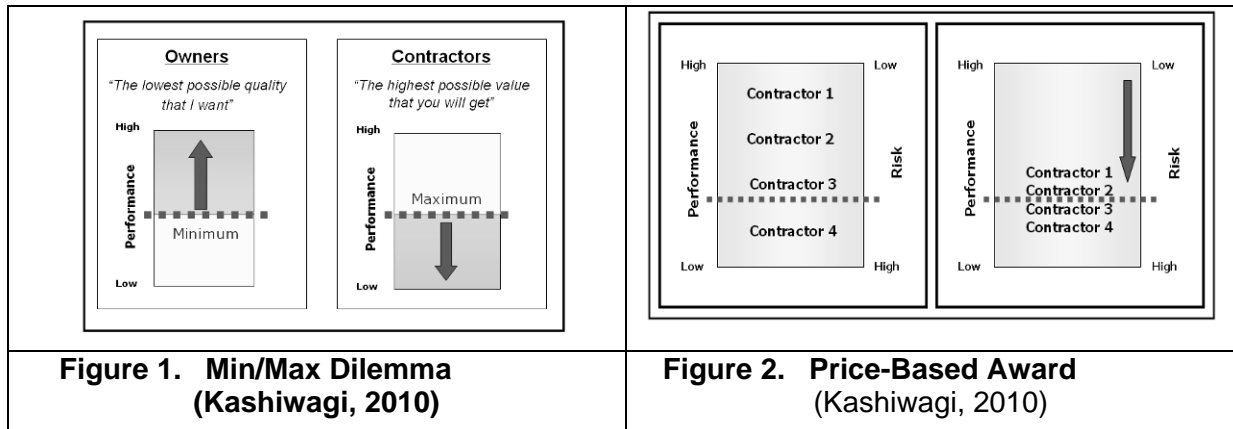 Owners
“The lowest possible quality
that I want”
High
Performance
Minimum
Low
Contractors
“The highest possible value
that you will get”
High
Performance
Maximum
Low
High
Low
Contractor 1
Contractor 2
Contractor 3
Contractor 4
Performance
Risk
Low
High
High
Low
Contractor 1
Contractor 2
Contractor 3
Contractor 4
Performance
Risk
Low
High
Figure 1. Min/Max Dilemma
(Kashiwagi, 2010)
Figure 2. Price-Based Award
(Kashiwagi, 2010)